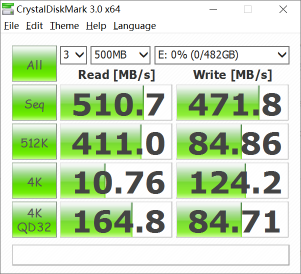 CrystalDiskMark 3.0 x64
File Edit Theme Help Language
All 3 500MB E: 0% (0/482GB)
Read [MB/s] Write [MB/s]
Seq 510.7 471.8
512K 411.0 84.86
4K 10.76 124.2
4K QD32 164.8 84.71